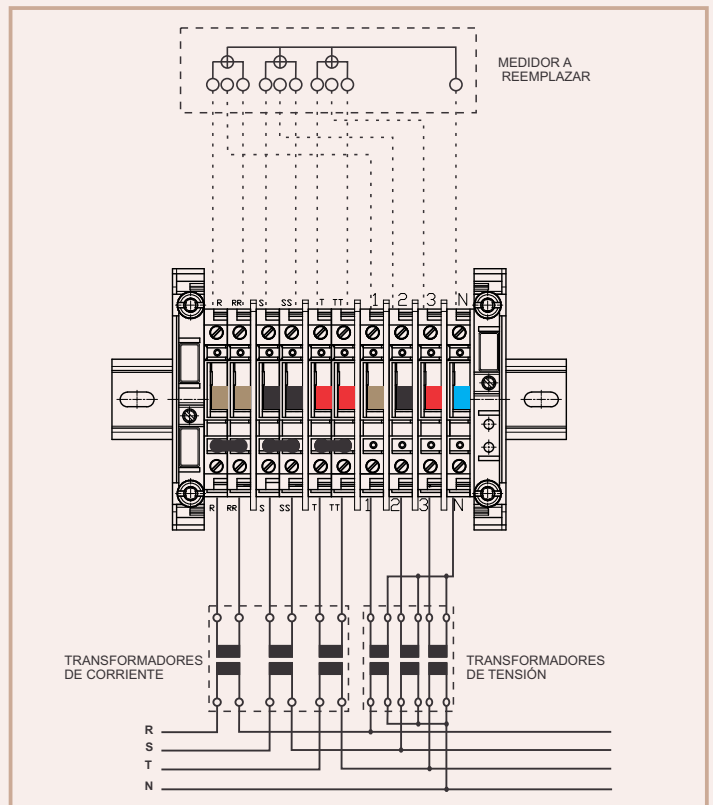 MEDIDOR A
REEMPLAZAR
R RR S SS T TT 1 2 3 N
R RR S SS T TT 1 2 3 N
TRANSFORMADORES
DE CORRIENTE
TRANSFORMADORES
DE TENSIÓN
R
S
T
N